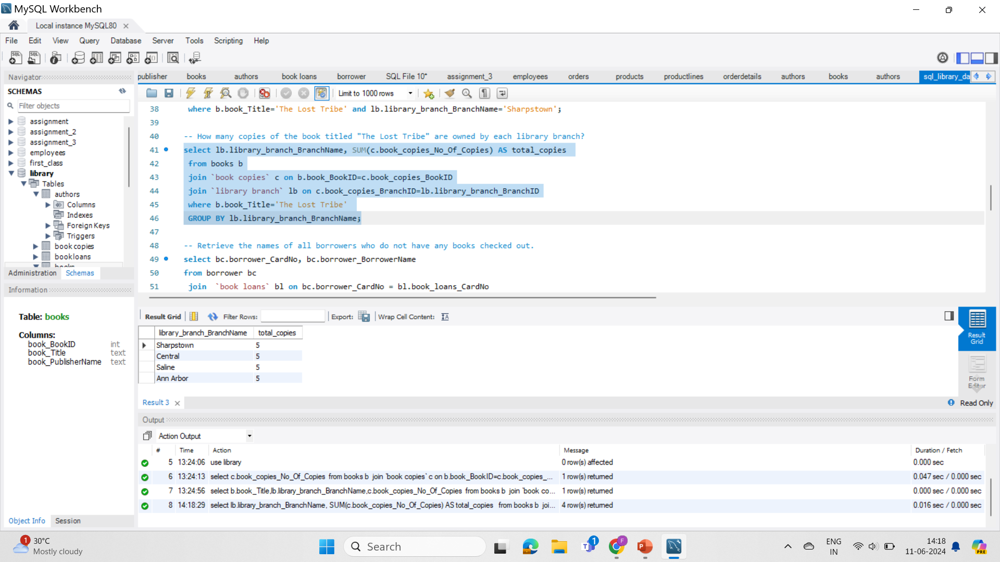 MySQL Workbench
Local instance MySQL80
File Edit View Query Database Server Tools Scripting Help
Navigator
publisher books authors book loans borrower SQL File 10* assignment_3 employees orders products productlines orderdetails authors books authors sql_library_da
SCHEMAS
Limit to 1000 rows
Filter objects
assignment
assignment_2
assignment_3
employees
first_class
library
Tables
authors
Columns
Indexes
Foreign Keys
Triggers
book copies
book loans
books
Administration Schemas
Information
Table: books
Columns:
book_BookID int
book_Title text
book_PublisherName text
Object Info Session
38 where b.book_Title='The Lost Tribe' and lb.library_branch_BranchName='Sharpstown';
39
40 -- How many copies of the book titled "The Lost Tribe" are owned by each library branch?
41 select lb.library_branch_BranchName, SUM(c.book_copies_No_Of_Copies) AS total_copies
42 from books b
43 join `book copies` c on b.book_BookID=c.book_copies_BookID
44 join `library branch` lb on c.book_copies_BranchID=lb.library_branch_BranchID
45 where b.book_Title='The Lost Tribe'
46 GROUP BY lb.library_branch_BranchName;
47
48 -- Retrieve the names of all borrowers who do not have any books checked out.
49 select bc.borrower_CardNo, bc.borrower_BorrowerName
50 from borrower bc
51 join `book loans` bl on bc.borrower_CardNo = bl.book_loans_CardNo
Result Grid Filter Rows: Export: Wrap Cell Content:
library_branch_BranchName total_copies
Sharpstown 5
Central 5
Saline 5
Ann Arbor 5
Result Grid
Form Editor
Result 3
Read Only
Output
Action Output
# Time Action Message Duration / Fetch
5 13:24:06 use library 0 row(s) affected 0.000 sec
6 13:24:13 select c.book_copies_No_Of_Copies from books b join `book copies` c on b.book_BookID=c.book_copies_... 1 row(s) returned 0.047 sec / 0.000 sec
7 13:24:56 select b.book_Title,lb.library_branch_BranchName,c.book_copies_No_Of_Copies from books b join `book co... 1 row(s) returned 0.000 sec / 0.000 sec
8 14:18:29 select lb.library_branch_BranchName, SUM(c.book_copies_No_Of_Copies) AS total_copies from books b joi... 4 row(s) returned 0.016 sec / 0.000 sec
1
30°C
Mostly cloudy
Search
1
F
ENG
IN
14:18
11-06-2024
PRE